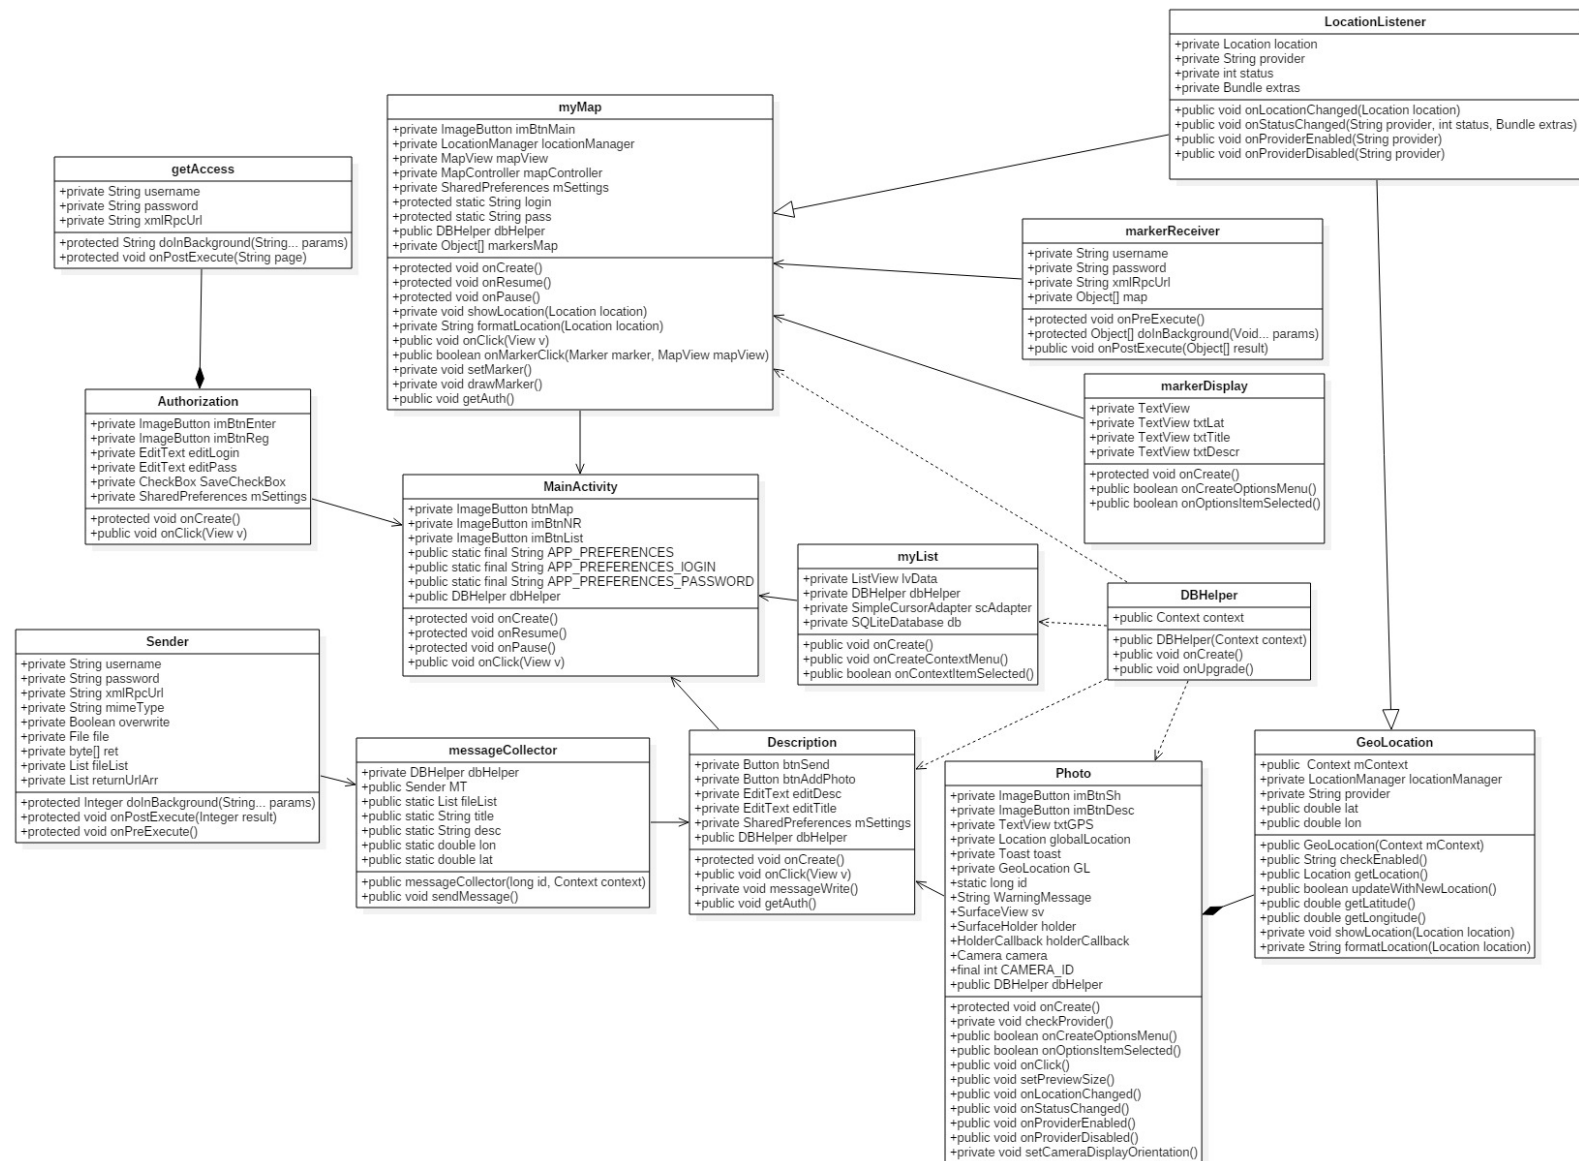 LocationListener
+private Location location
+private String provider
+private int status
+private Bundle extras
+public void onLocationChanged(Location location)
+public void onStatusChanged(String provider, int status, Bundle extras)
+public void onProviderEnabled(String provider)
+public void onProviderDisabled(String provider)
myMap
+private ImageButton imBtnMain
+private LocationManager locationManager
+private MapView mapView
+private MapController mapController
+private SharedPreferences mSettings
+protected static String login
+protected static String pass
+public DBHelper dbHelper
+private Object[] markersMap
+protected void onCreate()
+protected void onResume()
+protected void onPause()
+private void showLocation(Location location)
+private String formatLocation(Location location)
+public void onClick(View v)
+public boolean onMarkerClick(Marker marker, MapView mapView)
+private void setMarker()
+private void drawMarker()
+public void getAuth()
getAccess
+private String username
+private String password
+private String xmlRpcUrl
+protected String doInBackground(String... params)
+protected void onPostExecute(String page)
markerReceiver
+private String username
+private String password
+private String xmlRpcUrl
+private Object[] map
+protected void onPreExecute()
+protected Object[] doInBackground(Void... params)
+public void onPostExecute(Object[] result)
markerDisplay
+private TextView
+private TextView txtLat
+private TextView txtTitle
+private TextView txtDescr
+protected void onCreate()
+public boolean onCreateOptionsMenu()
+public boolean onOptionsItemSelected()
Authorization
+private ImageButton imBtnEnter
+private ImageButton imBtnReg
+private EditText editLogin
+private EditText editPass
+private CheckBox SaveCheckBox
+private SharedPreferences mSettings
+protected void onCreate()
+public void onClick(View v)
MainActivity
+private ImageButton btnMap
+private ImageButton imBtnNR
+private ImageButton imBtnList
+public static final String APP_PREFERENCES
+public static final String APP_PREFERENCES_lOGIN
+public static final String APP_PREFERENCES_PASSWORD
+public DBHelper dbHelper
+protected void onCreate()
+protected void onResume()
+protected void onPause()
+public void onClick(View v)
myList
+private ListView lvData
+private DBHelper dbHelper
+private SimpleCursorAdapter scAdapter
+private SQLiteDatabase db
+public void onCreate()
+public void onCreateContextMenu()
+public boolean onContextItemSelected()
DBHelper
+public Context context
+public DBHelper(Context context)
+public void onCreate()
+public void onUpgrade()
Sender
+private String username
+private String password
+private String xmlRpcUrl
+private String mimeType
+private Boolean overwrite
+private File file
+private byte[] ret
+private List fileList
+private List returnUrlArr
+protected Integer doInBackground(String... params)
+protected void onPostExecute(Integer result)
+protected void onPreExecute()
messageCollector
+private DBHelper dbHelper
+public Sender MT
+public static List fileList
+public static String title
+public static String desc
+public static double lon
+public static double lat
+public messageCollector(long id, Context context)
+public void sendMessage()
Description
+private Button btnSend
+private Button btnAddPhoto
+private EditText editDesc
+private EditText editTitle
+private SharedPreferences mSettings
+public DBHelper dbHelper
+protected void onCreate()
+public void onClick(View v)
+private void messageWrite()
+public void getAuth()
Photo
+private ImageButton imBtnSh
+private ImageButton imBtnDesc
+private TextView txtGPS
+private Location globalLocation
+private Toast toast
+private GeoLocation GL
+static long id
+String WarningMessage
+SurfaceView sv
+SurfaceHolder holder
+HolderCallback holderCallback
+Camera camera
+final int CAMERA_ID
+public DBHelper dbHelper
+protected void onCreate()
+private void checkProvider()
+public boolean onCreateOptionsMenu()
+public boolean onOptionsItemSelected()
+public void onClick()
+public void setPreviewSize()
+public void onLocationChanged()
+public void onStatusChanged()
+public void onProviderEnabled()
+public void onProviderDisabled()
+private void setCameraDisplayOrientation()
GeoLocation
+public Context mContext
+private LocationManager locationManager
+private String provider
+public double lat
+public double lon
+public GeoLocation(Context mContext)
+public String checkEnabled()
+public Location getLocation()
+public boolean updateWithNewLocation()
+public double getLatitude()
+public double getLongitude()
+private void showLocation(Location location)
+private String formatLocation(Location location)